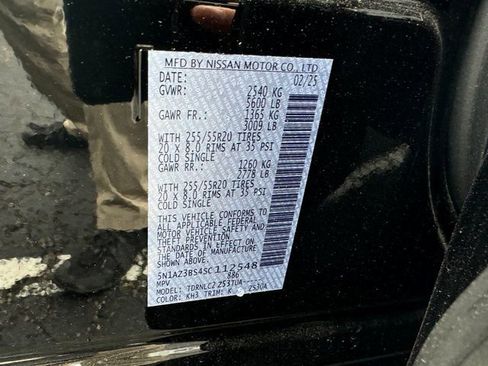 MFD BY NISSAN MOTOR CO., LTD
DATE: 02/25
GVWR: 2540 KG
5600 LB
GAWR FR.: 1365 KG
3009 LB
WITH 255/55R20 TIRES
20 x 8.0 RIMS AT 35 PSI
COLD SINGLE
GAWR RR.: 1260 KG
2778 LB
WITH 255/55R20 TIRES
20 x 8.0 RIMS AT 35 PSI
COLD SINGLE
THIS VEHICLE CONFORMS TO
ALL APPLICABLE FEDERAL
MOTOR VEHICLE SAFETY AND
THEFT PREVENTION
STANDARDS IN EFFECT ON
THE DATE OF MANUFACTURE
SHOWN ABOVE.
112548
MPV 886
MODEL:
COLOR: KH3 TRIM: K